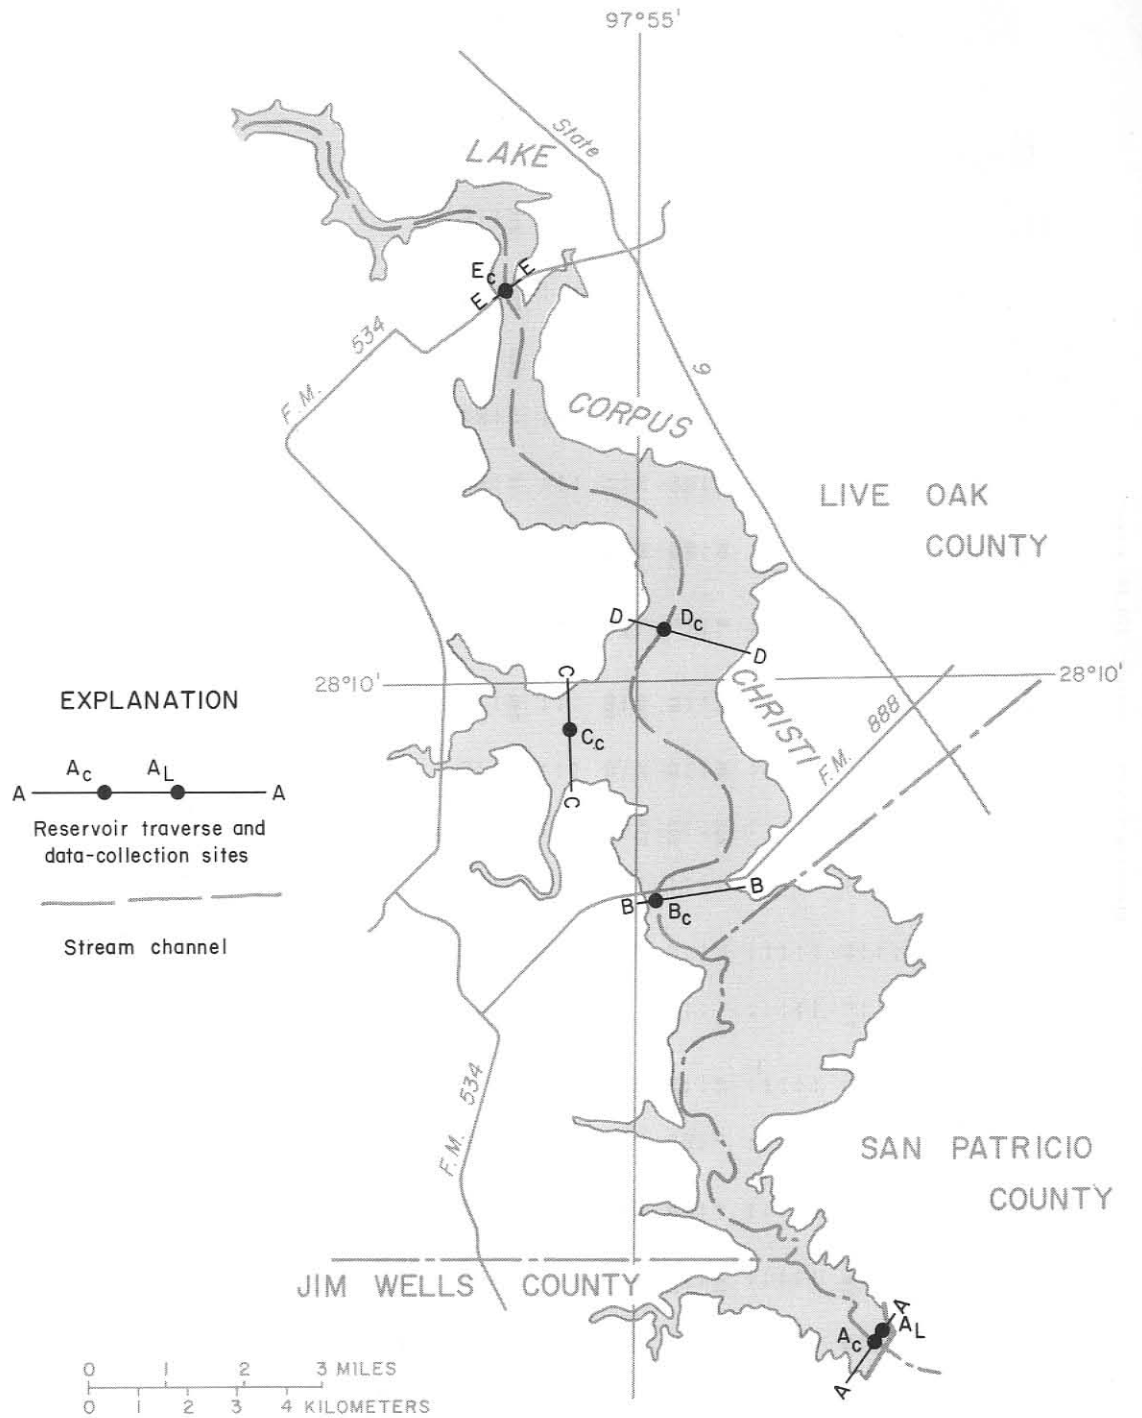 97°55'
State
LAKE
E
Ec
E
F.M. 534
9
CORPUS
LIVE OAK
COUNTY
D
Dc
D
28°10'
C
28°10'
CHRISTI
EXPLANATION
Cc
F.M. 888
Ac AL
A A
C
Reservoir traverse and
data-collection sites
B
B
Bc
Stream channel
F.M. 534
SAN PATRICIO
COUNTY
JIM WELLS COUNTY
A
AL
Ac
A
0 1 2 3 MILES
0 1 2 3 4 KILOMETERS